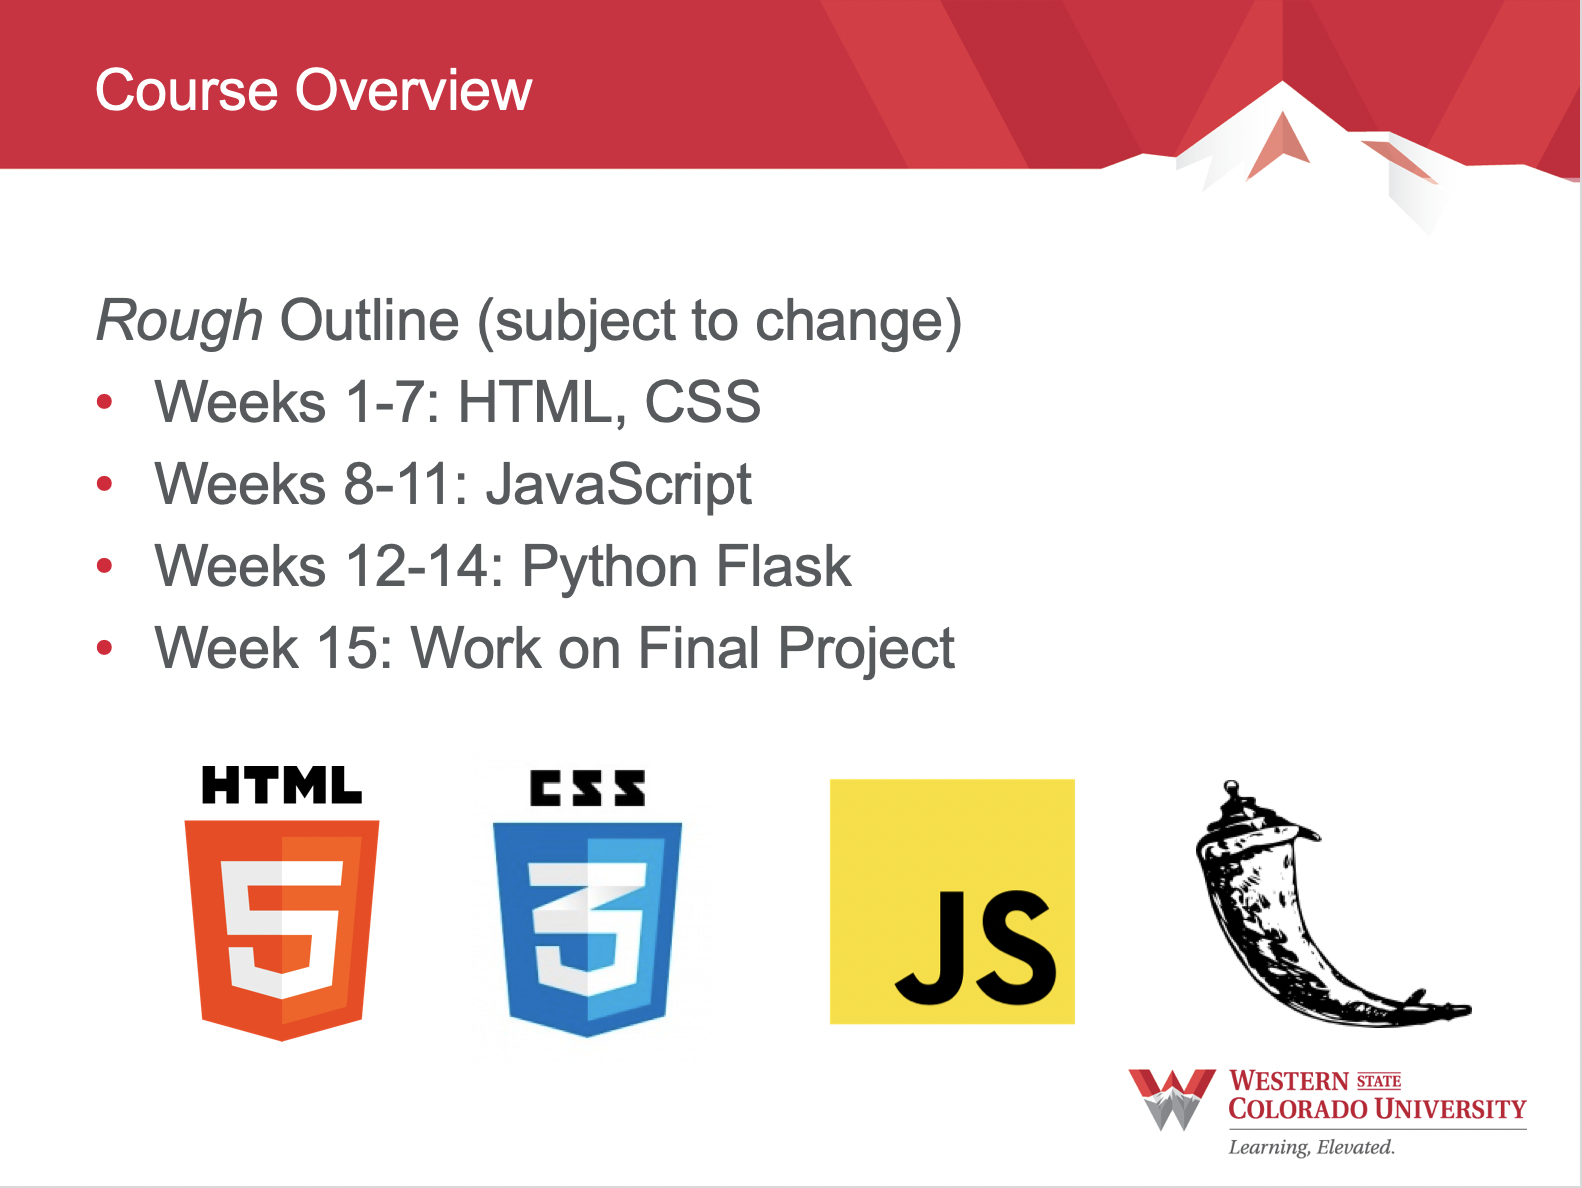 Course Overview
Rough Outline (subject to change)
• Weeks 1-7: HTML, CSS
• Weeks 8-11: JavaScript
• Weeks 12-14: Python Flask
• Week 15: Work on Final Project
HTML
5
CSS
3
JS
WESTERN STATE
COLORADO UNIVERSITY
Learning, Elevated.